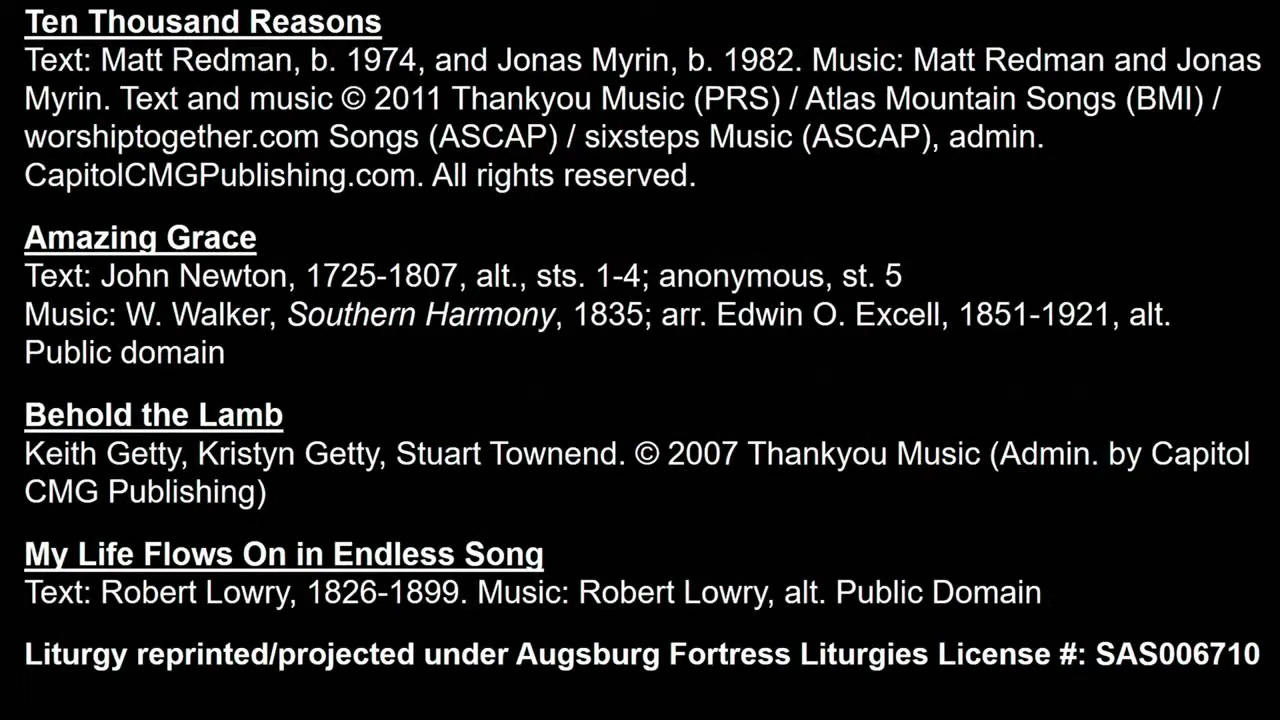 Ten Thousand Reasons
Text: Matt Redman, b. 1974, and Jonas Myrin, b. 1982. Music: Matt Redman and Jonas
Myrin. Text and music © 2011 Thankyou Music (PRS) / Atlas Mountain Songs (BMI) /
worshiptogether.com Songs (ASCAP) / sixsteps Music (ASCAP), admin.
CapitolCMGPublishing.com. All rights reserved.
Amazing Grace
Text: John Newton, 1725-1807, alt., sts. 1-4; anonymous, st. 5
Music: W. Walker, Southern Harmony, 1835; arr. Edwin O. Excell, 1851-1921, alt.
Public domain
Behold the Lamb
Keith Getty, Kristyn Getty, Stuart Townend. © 2007 Thankyou Music (Admin. by Capitol
CMG Publishing)
My Life Flows On in Endless Song
Text: Robert Lowry, 1826-1899. Music: Robert Lowry, alt. Public Domain
Liturgy reprinted/projected under Augsburg Fortress Liturgies License #: SAS006710